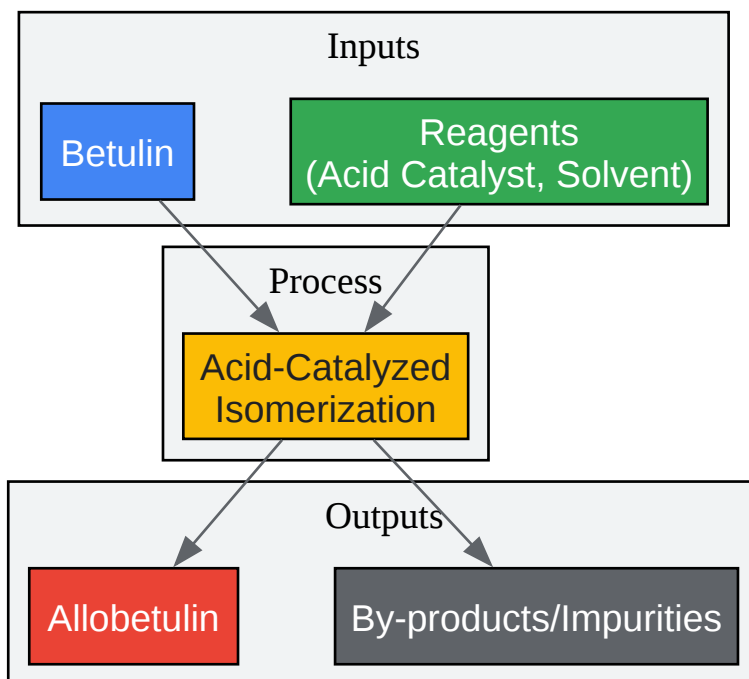 Inputs
Betulin
Reagents
(Acid Catalyst, Solvent)
Process
Acid-Catalyzed
Isomerization
Outputs
Allobetulin
By-products/Impurities